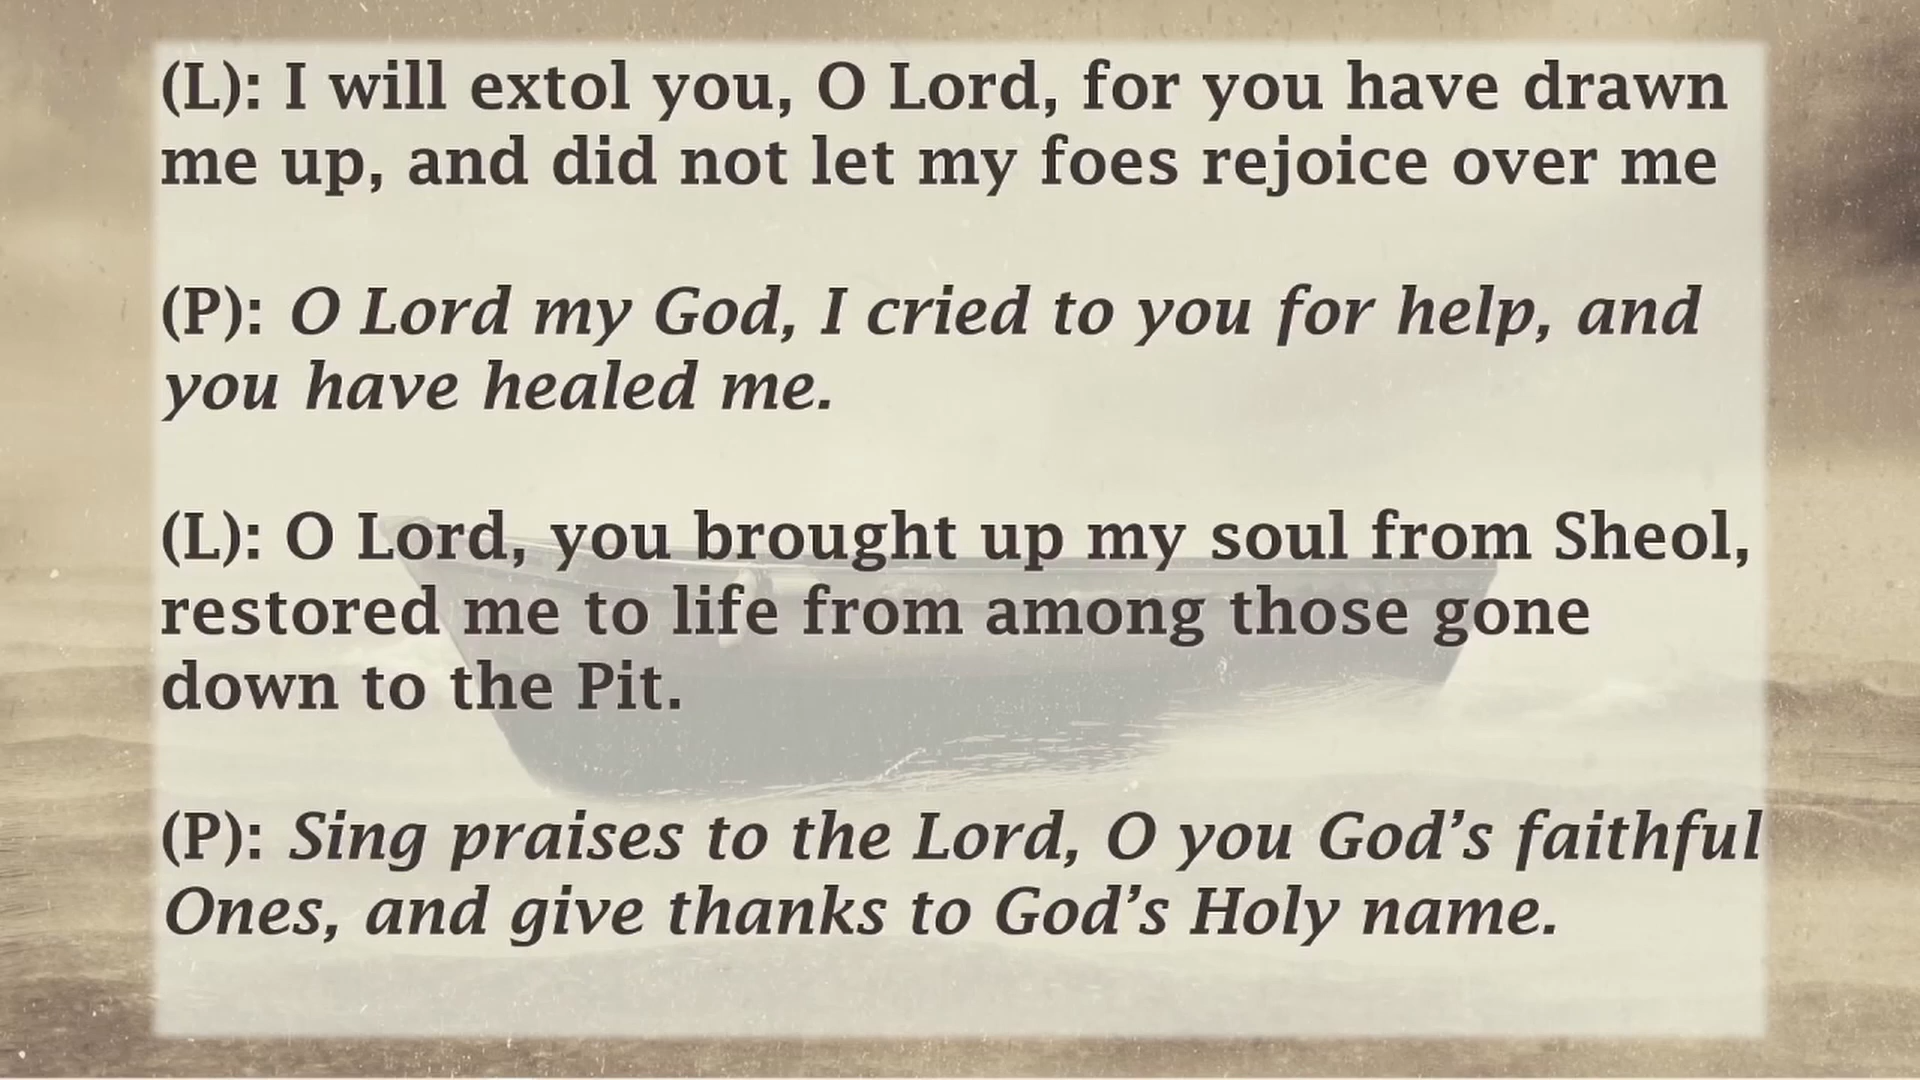 (L): I will extol you, O Lord, for you have drawn
me up, and did not let my foes rejoice over me
(P): O Lord my God, I cried to you for help, and
you have healed me.
(L): O Lord, you brought up my soul from Sheol,
restored me to life from among those gone
down to the Pit.
(P): Sing praises to the Lord, O you God’s faithful
Ones, and give thanks to God’s Holy name.